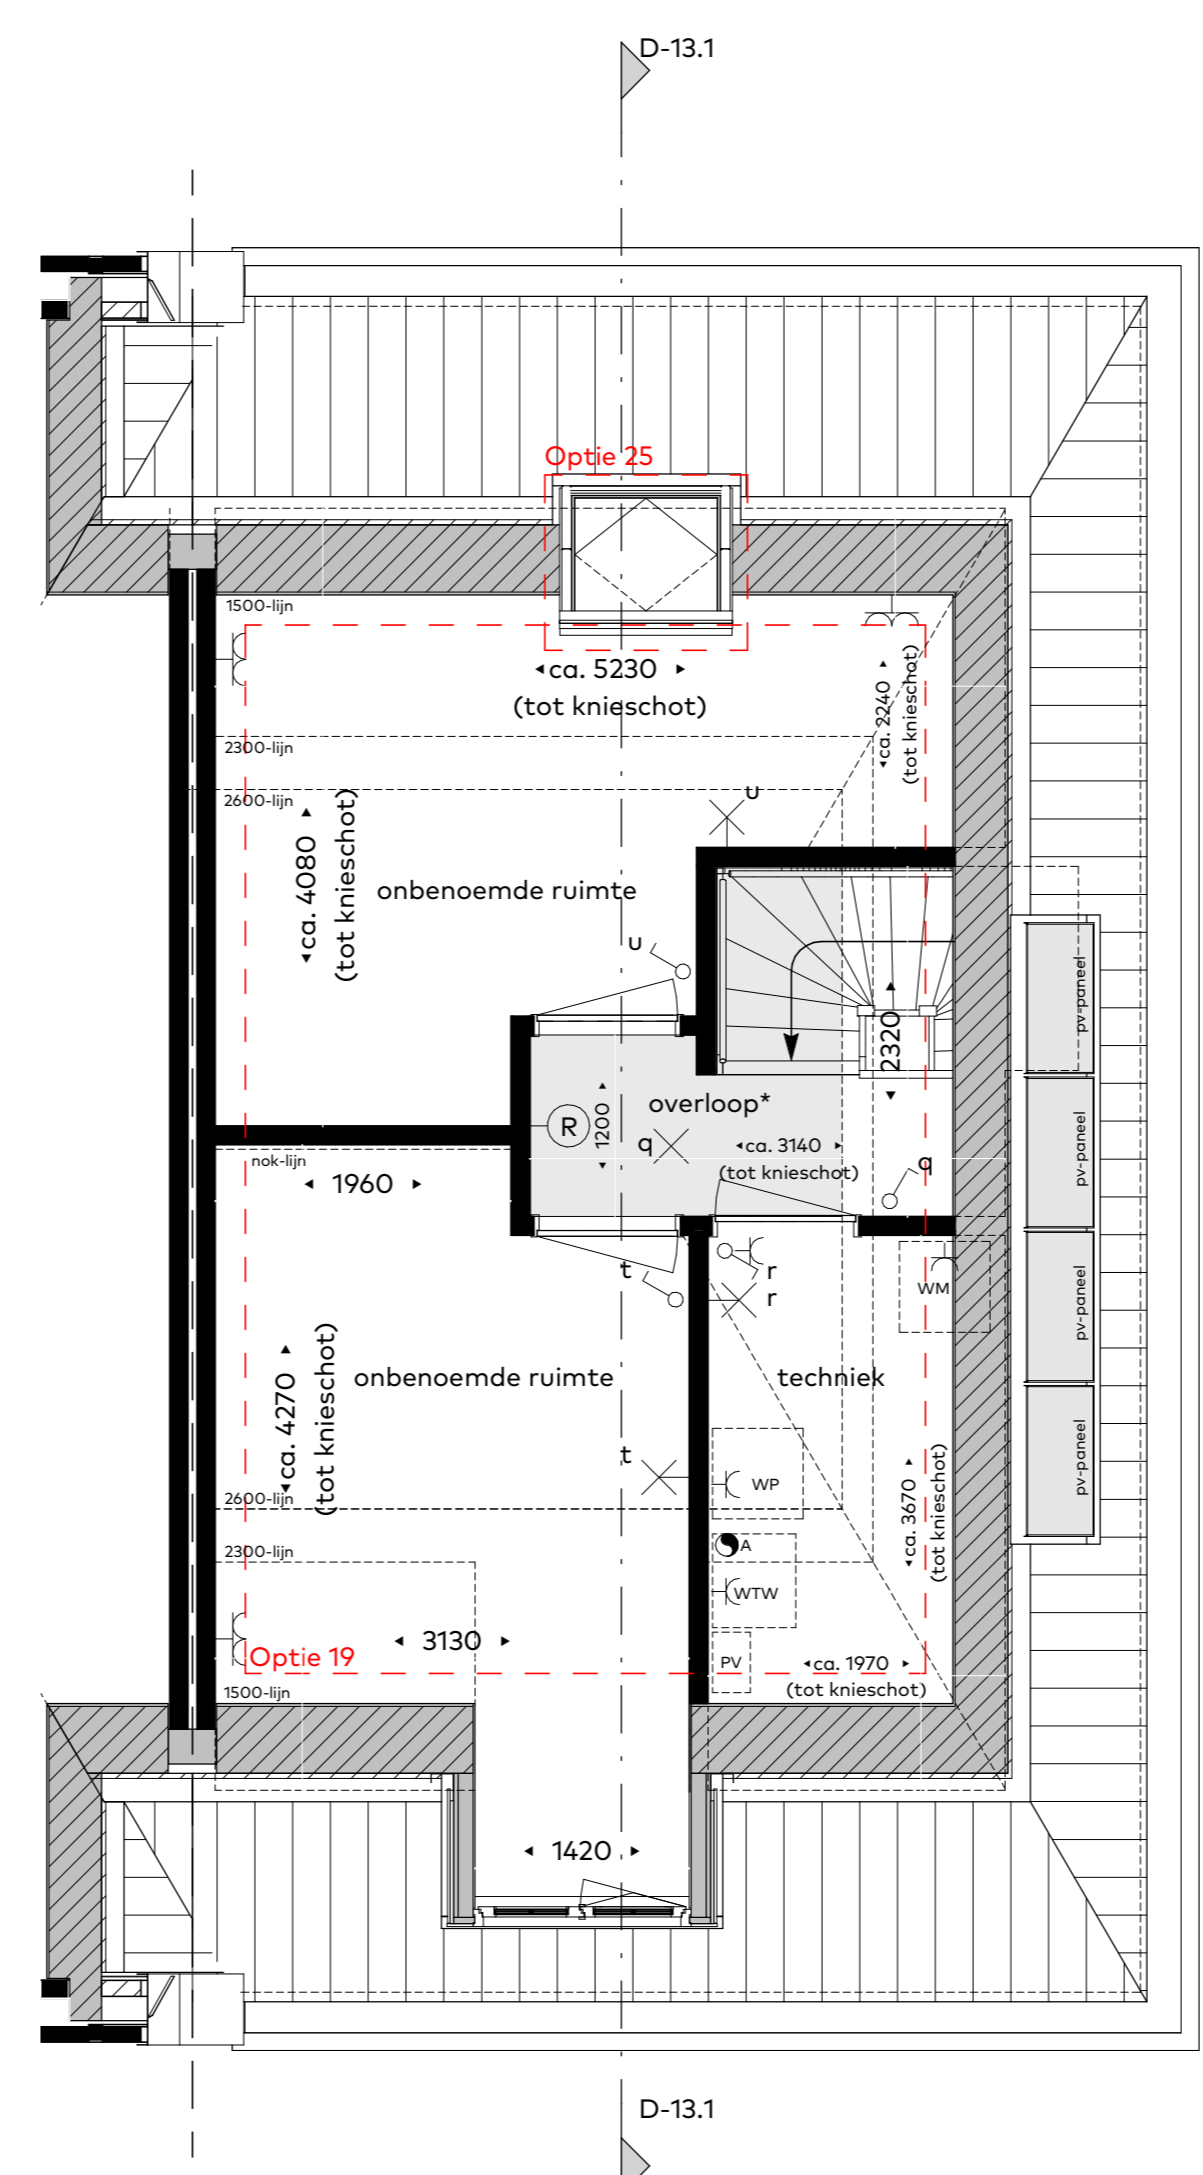 D-13.1
Optie 25
1500-lijn
ca. 5230
(tot knieschot)
ca. 2240
(tot knieschot)
2300-lijn
2600-lijn
u
ca. 4080
(tot knieschot)
onbenoemde ruimte
u
pv-paneel
2320
overloop*
R
1200
q
ca. 3140
(tot knieschot)
q
pv-paneel
nok-lijn
1960
t
r
r
WM
pv-paneel
ca. 4270
(tot knieschot)
onbenoemde ruimte
techniek
t
WP
pv-paneel
2600-lijn
ca. 3670
(tot knieschot)
A
2300-lijn
WTW
3130
Optie 19
PV
ca. 1970
(tot knieschot)
1500-lijn
1420
D-13.1